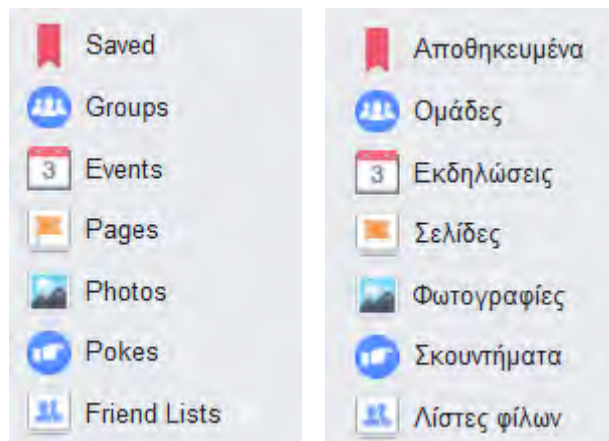 Saved
Groups
3 Events
Pages
Photos
Pokes
Friend Lists
Αποθηκευμένα
Ομάδες
3 Εκδηλώσεις
Σελίδες
Φωτογραφίες
Σκουντήματα
Λίστες φίλων